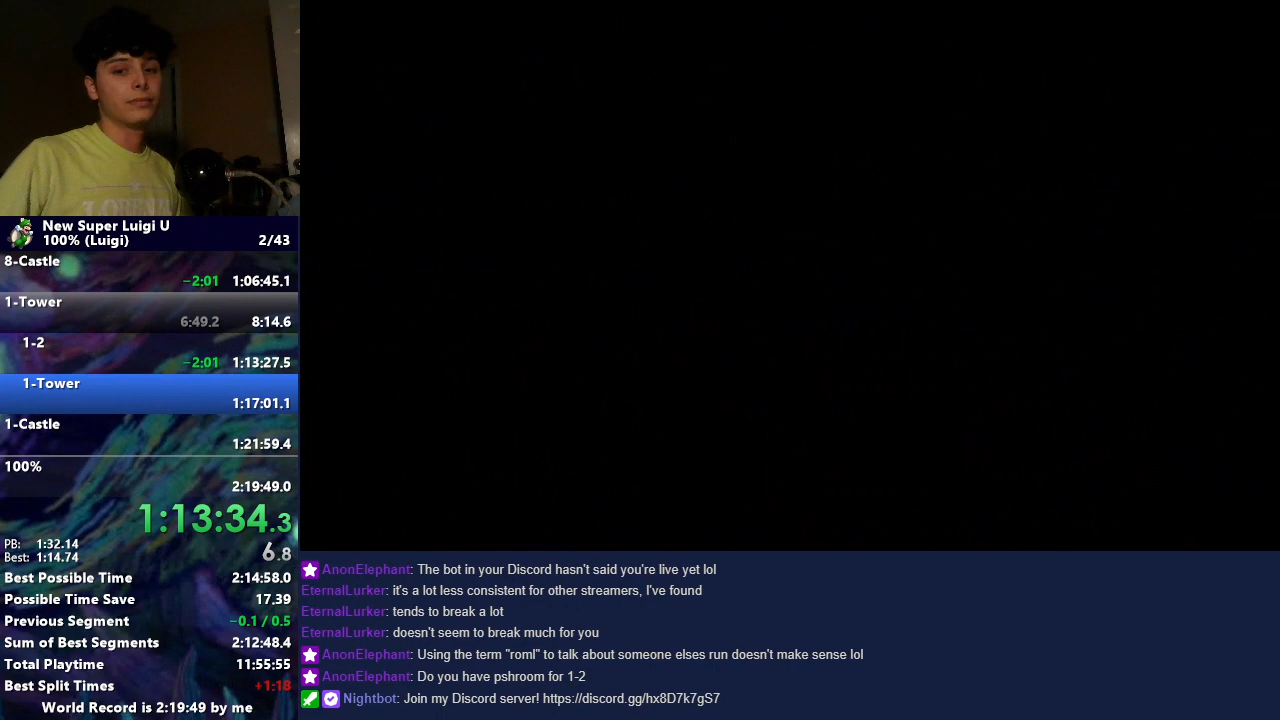 New Super Luigi U
100% (Luigi) 2/43
8-Castle
−2:01 1:06:45.1
1-Tower
6:49.2 8:14.6
1-2
−2:01 1:13:27.5
1-Tower
1:17:01.1
1-Castle
1:21:59.4
100%
2:19:49.0
1:13:34.3
PB: 1:32.14
Best: 1:14.74
6.8
Best Possible Time 2:14:58.0
Possible Time Save 17.39
Previous Segment −0.1 / 0.5
Sum of Best Segments 2:12:48.4
Total Playtime 11:55:55
Best Split Times +1:18
World Record is 2:19:49 by me
AnonElephant: The bot in your Discord hasn't said you're live yet lol
EternalLurker: it's a lot less consistent for other streamers, I've found
EternalLurker: tends to break a lot
EternalLurker: doesn't seem to break much for you
AnonElephant: Using the term "roml" to talk about someone elses run doesn't make sense lol
AnonElephant: Do you have pshroom for 1-2
Nightbot: Join my Discord server! https://discord.gg/hx8D7k7gS7